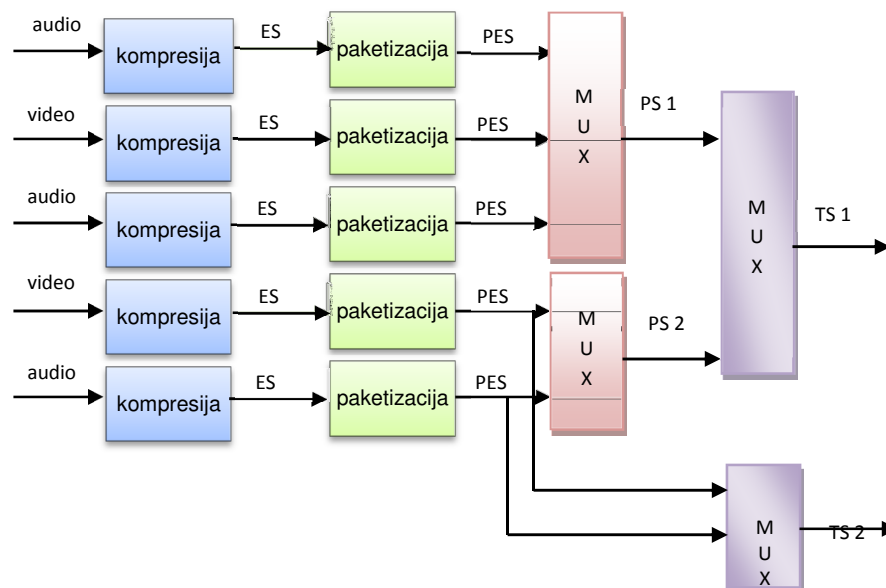 audio
kompresija
ES
paketizacija
PES
video
kompresija
ES
paketizacija
PES
audio
kompresija
ES
paketizacija
PES
video
kompresija
ES
paketizacija
PES
audio
kompresija
ES
paketizacija
PES
M
U
X
PS 1
M
U
X
PS 2
M
U
X
TS 1
M
U
X
TS 2